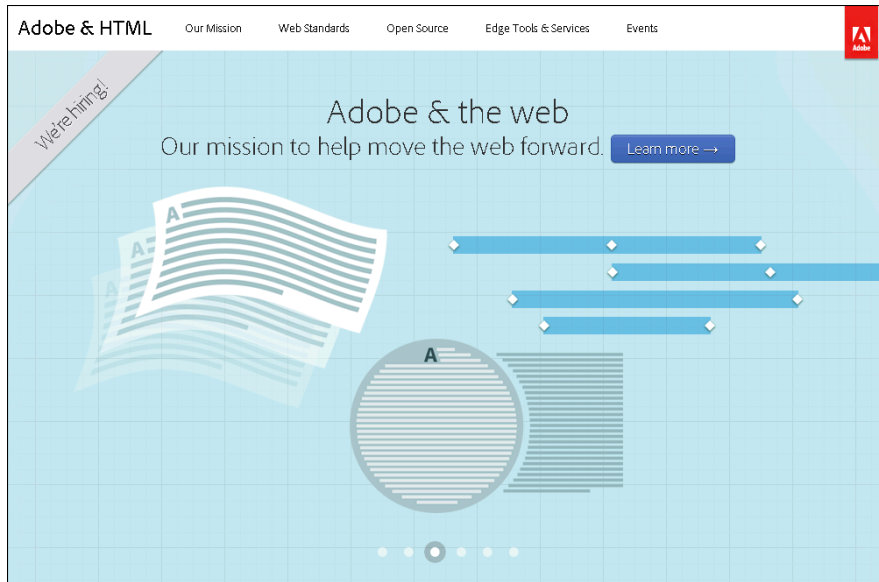 Adobe & HTML Our Mission Web Standards Open Source Edge Tools & Services Events
Adobe
We're hiring!
Adobe & the web
Our mission to help move the web forward. Learn more →
A
A
A
A